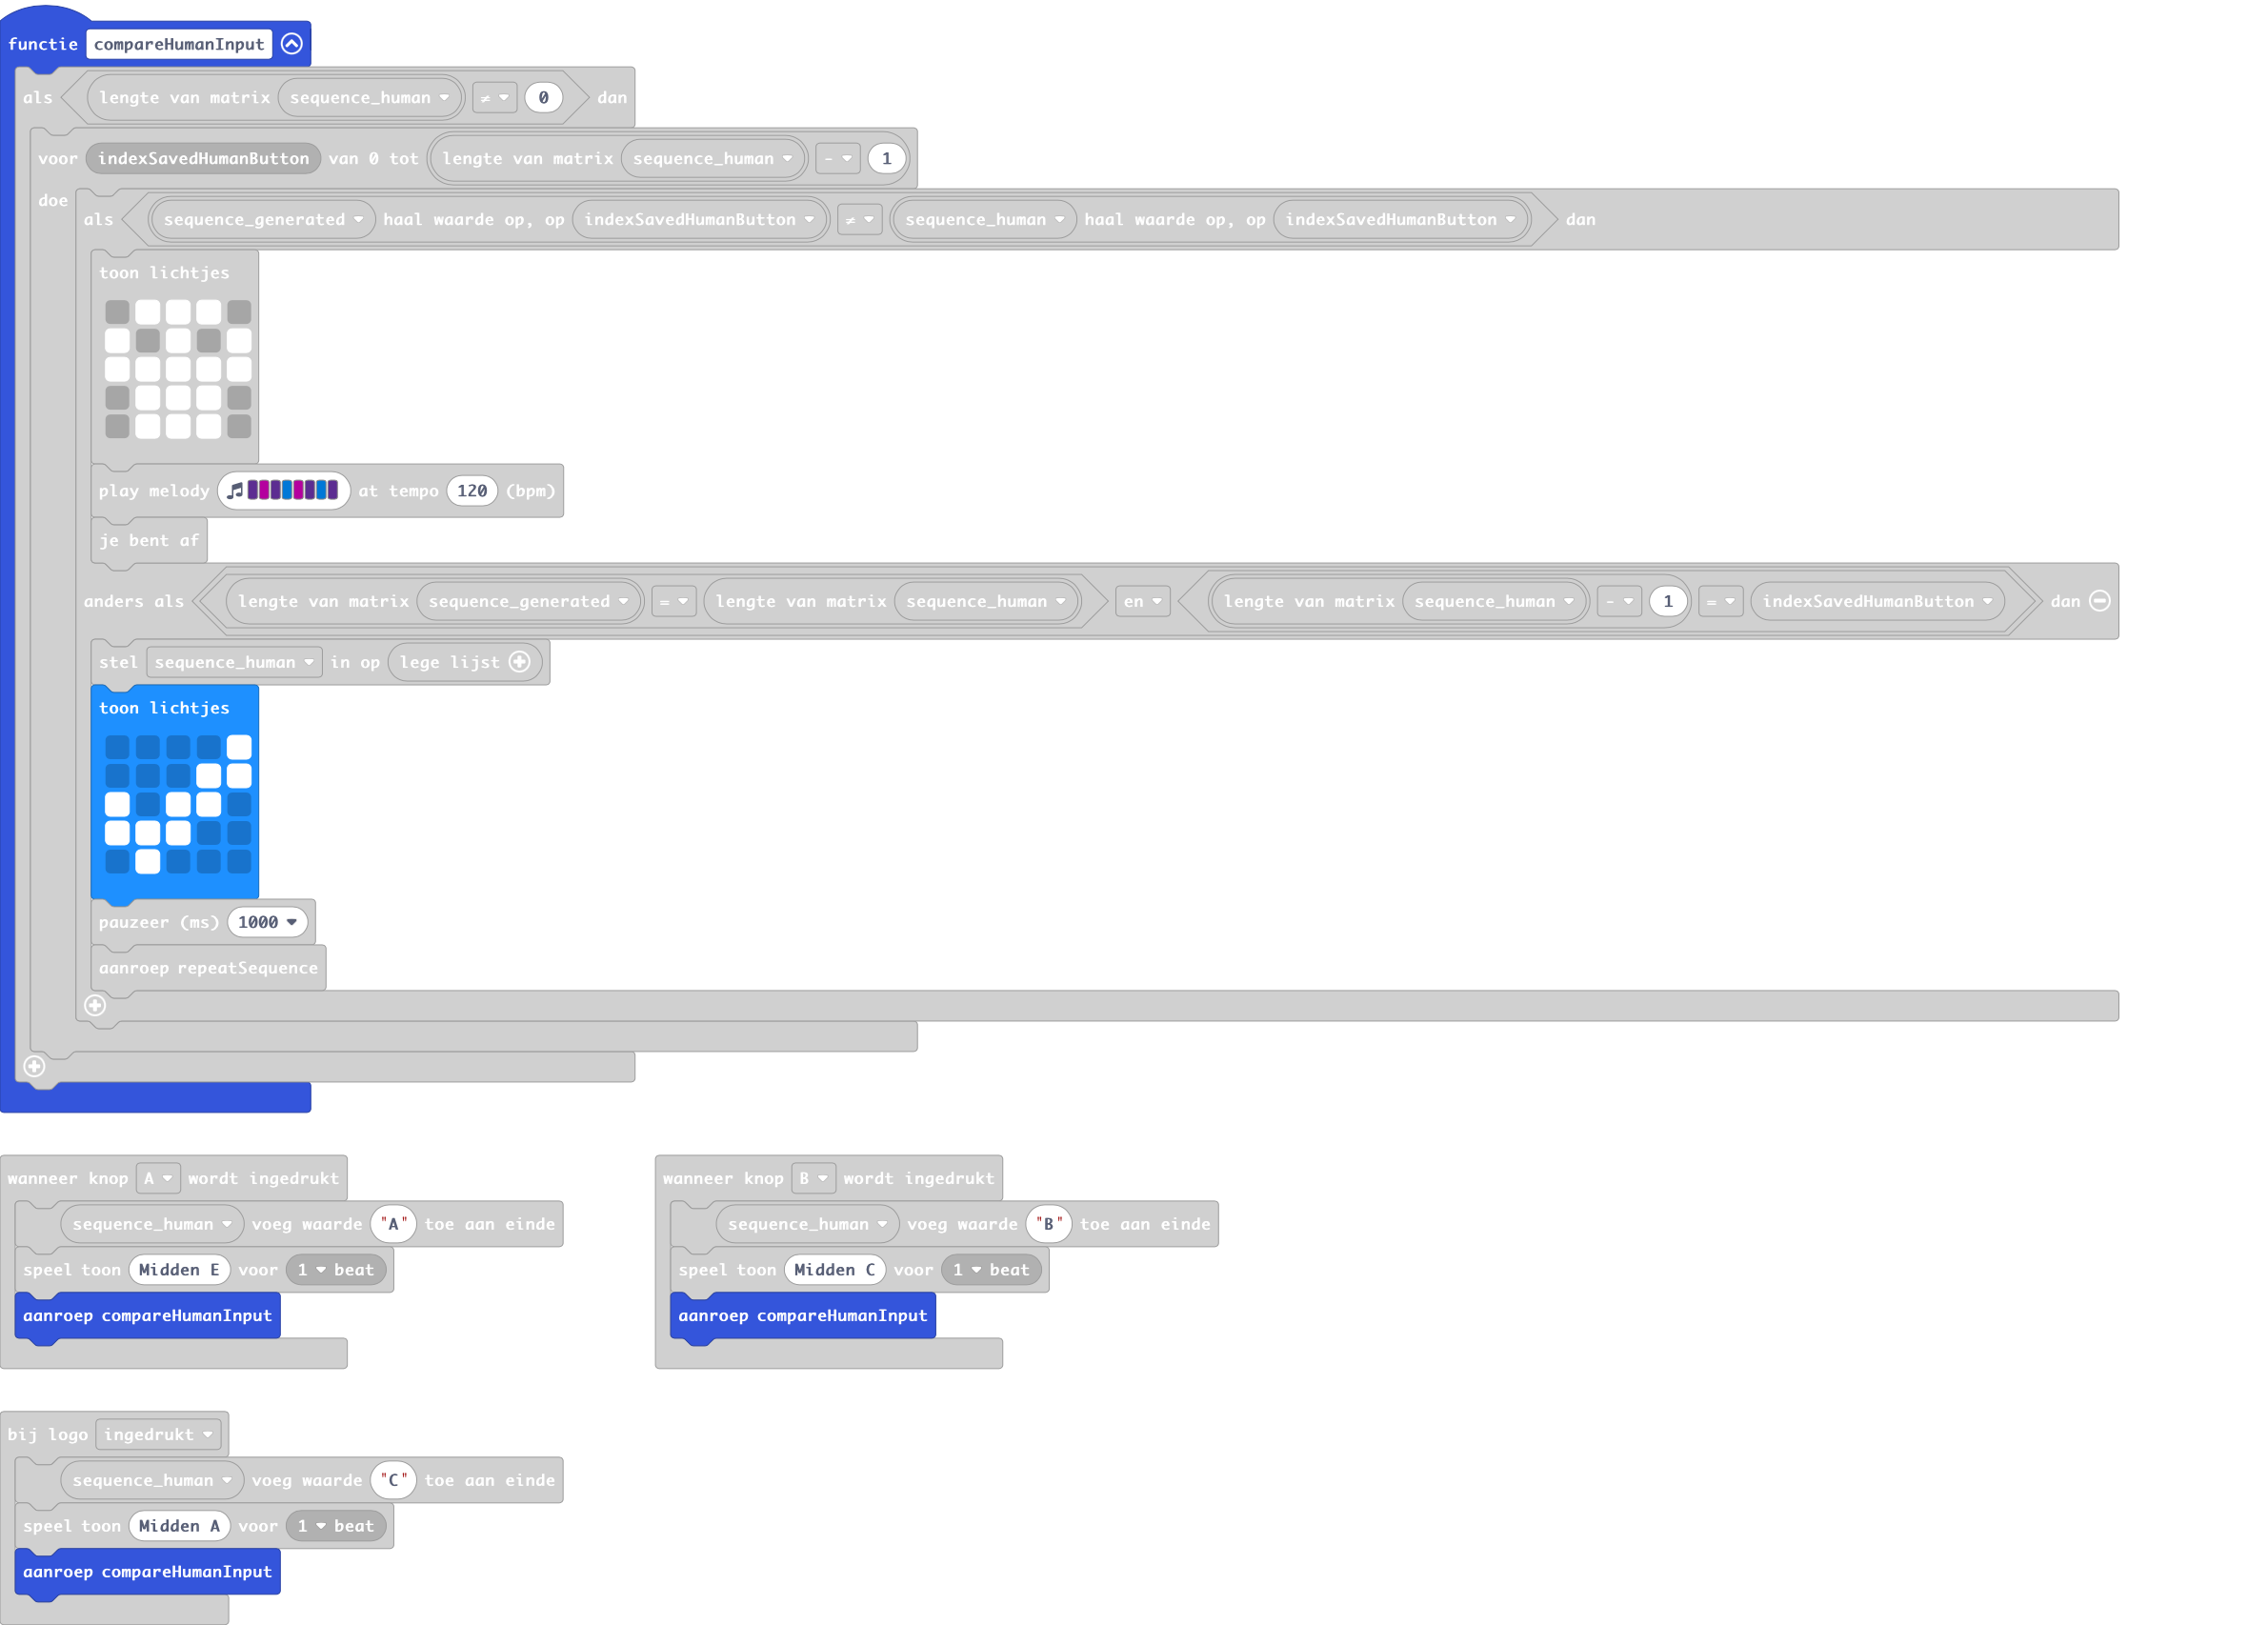 functie compareHumanInput
als lengte van matrix sequence_human ≠ 0 dan
voor indexSavedHumanButton van 0 tot lengte van matrix sequence_human - 1
doe
als sequence_generated haal waarde op, op indexSavedHumanButton ≠ sequence_human haal waarde op, op indexSavedHumanButton dan
toon lichtjes
play melody at tempo 120 (bpm)
je bent af
anders als lengte van matrix sequence_generated = lengte van matrix sequence_human en lengte van matrix sequence_human - 1 = indexSavedHumanButton dan
stel sequence_human in op lege lijst
toon lichtjes
pauzeer (ms) 1000
aanroep repeatSequence
wanneer knop A wordt ingedrukt
sequence_human voeg waarde "A" toe aan einde
speel toon Midden E voor 1 beat
aanroep compareHumanInput
wanneer knop B wordt ingedrukt
sequence_human voeg waarde "B" toe aan einde
speel toon Midden C voor 1 beat
aanroep compareHumanInput
bij logo ingedrukt
sequence_human voeg waarde "C" toe aan einde
speel toon Midden A voor 1 beat
aanroep compareHumanInput